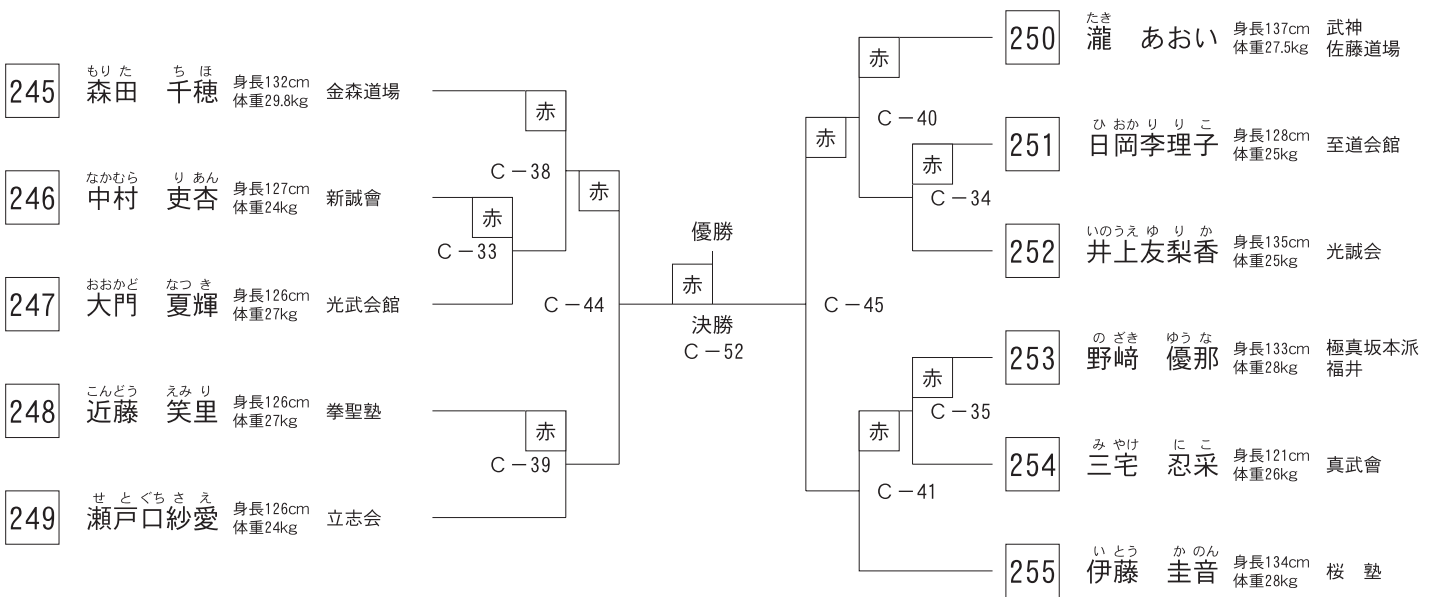 245
もり た ち ほ
森田 千穂
身長132cm
体重29.8kg
金森道場
246
なかむら り あん
中村 吏杏
身長127cm
体重24kg
新誠會
247
おおかど なつ き
大門 夏輝
身長126cm
体重27kg
光武会館
248
こんどう えみ り
近藤 笑里
身長126cm
体重27kg
拳聖塾
249
せ と ぐち さ え
瀬戸口紗愛
身長126cm
体重24kg
立志会
赤
C－38
赤
赤
C－33
C－44
赤
C－39
優勝
赤
決勝
C－52
赤
C－40
赤
赤
C－34
C－45
赤
C－35
赤
C－41
250
たき
瀧 あおい
身長137cm
体重27.5kg
武神
佐藤道場
251
ひ おか り り こ
日岡李理子
身長128cm
体重25kg
至道会館
252
いのうえ ゆ り か
井上友梨香
身長135cm
体重25kg
光誠会
253
の ざき ゆう な
野﨑 優那
身長133cm
体重28kg
極真坂本派
福井
254
み やけ に こ
三宅 忍采
身長121cm
体重26kg
真武會
255
い とう か のん
伊藤 圭音
身長134cm
体重28kg
桜 塾